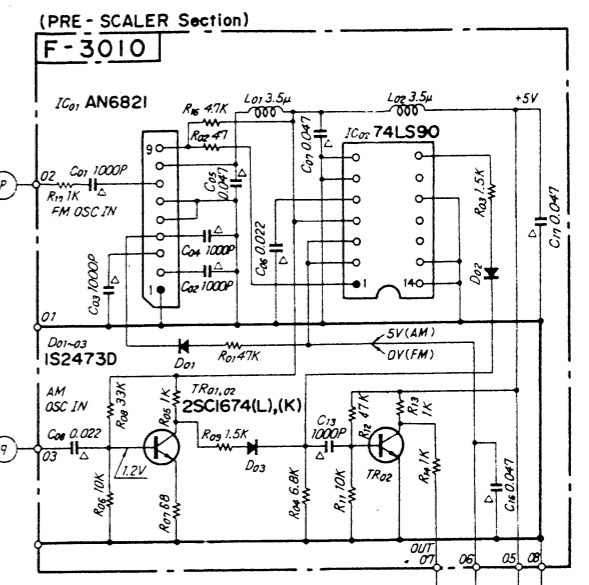 (PRE-SCALER Section)
F-3010
L01 3.5μ
L02 3.5μ
IC01 AN6821
R16 4.7K
+5V
R02 47
C07 0.047
IC02 74LS90
9
P
02
C01 1000P
C05 0.047
R03 1.5K
R17 1K
FM OSC IN
C17 0.047
C04 1000P
C06 0.022
D02
C03 1000P
C02 1000P
1
1
14
01
D01~03
1S2473D
5V(AM)
0V(FM)
R01 47K
D01
AM
OSC IN
R08 33K
R05 1K
TR01,02
2SC1674(L),(K)
R12 47K
R13 1K
C08 0.022
R09 1.5K
C13 1000P
9
03
1.2V
D03
TR02
R14 1K
R06 10K
R07 68
R04 6.8K
R11 10K
C16 0.047
OUT
07
06
05
08